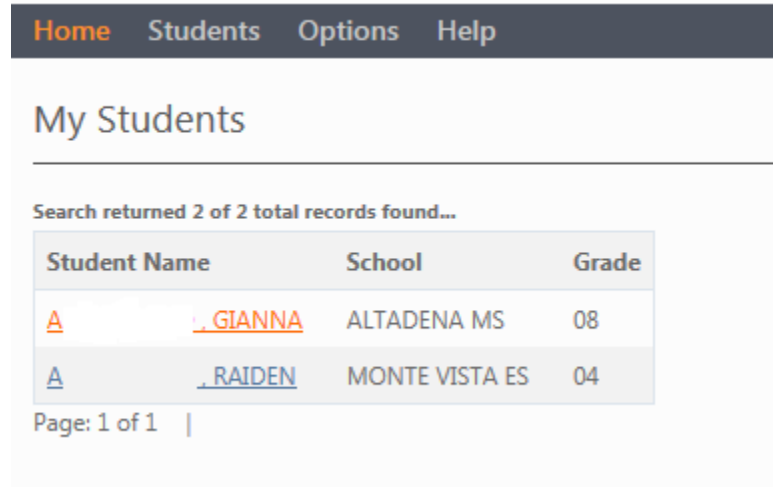 Home Students Options Help
My Students
Search returned 2 of 2 total records found...
Student Name School Grade
A , GIANNA ALTADENA MS 08
A , RAIDEN MONTE VISTA ES 04
Page: 1 of 1 |